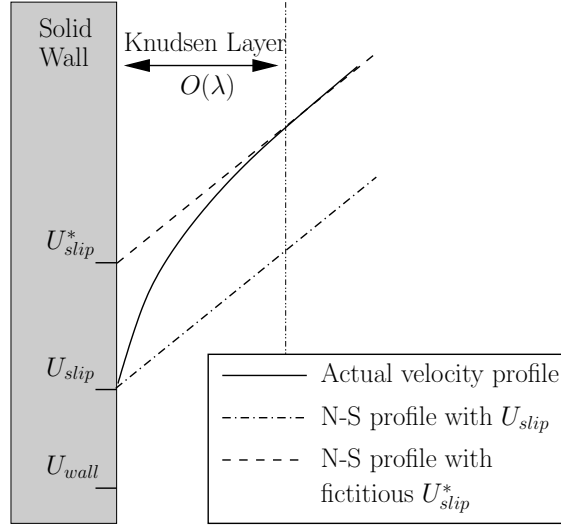 Solid
Wall
Knudsen Layer
O(λ)
U*slip
Uslip
Uwall
Actual velocity profile
N-S profile with Uslip
N-S profile with
fictitious U*slip